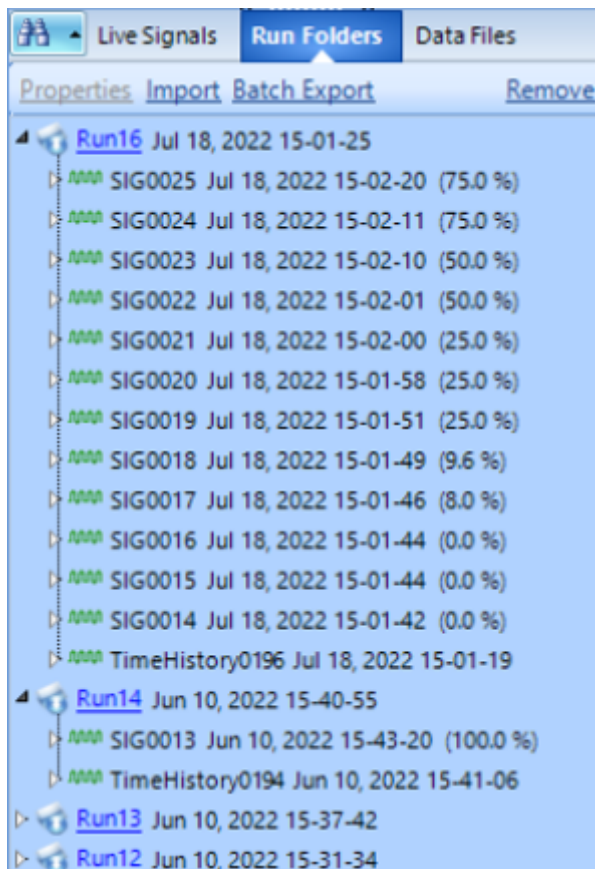 Live Signals Run Folders Data Files
Properties Import Batch Export Remove
Run16 Jul 18, 2022 15-01-25
SIG0025 Jul 18, 2022 15-02-20 (75.0 %)
SIG0024 Jul 18, 2022 15-02-11 (75.0 %)
SIG0023 Jul 18, 2022 15-02-10 (50.0 %)
SIG0022 Jul 18, 2022 15-02-01 (50.0 %)
SIG0021 Jul 18, 2022 15-02-00 (25.0 %)
SIG0020 Jul 18, 2022 15-01-58 (25.0 %)
SIG0019 Jul 18, 2022 15-01-51 (25.0 %)
SIG0018 Jul 18, 2022 15-01-49 (9.6 %)
SIG0017 Jul 18, 2022 15-01-46 (8.0 %)
SIG0016 Jul 18, 2022 15-01-44 (0.0 %)
SIG0015 Jul 18, 2022 15-01-44 (0.0 %)
SIG0014 Jul 18, 2022 15-01-42 (0.0 %)
TimeHistory0196 Jul 18, 2022 15-01-19
Run14 Jun 10, 2022 15-40-55
SIG0013 Jun 10, 2022 15-43-20 (100.0 %)
TimeHistory0194 Jun 10, 2022 15-41-06
Run13 Jun 10, 2022 15-37-42
Run12 Jun 10, 2022 15-31-34